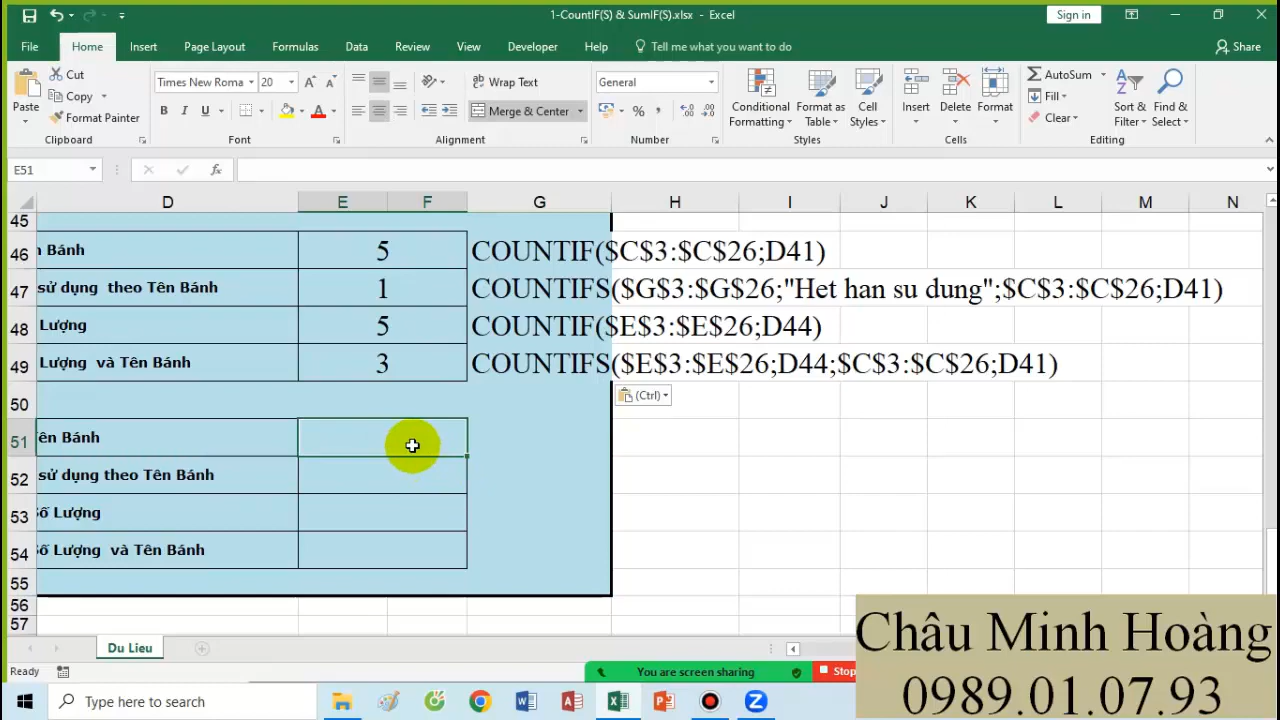 1-CountIF(S) & SumIF(S).xlsx - Excel
Sign in
File Home Insert Page Layout Formulas Data Review View Developer Help Tell me what you want to do Share
Paste
Cut
Copy
Format Painter
Clipboard
Times New Roma 20
B I U
Font
Wrap Text
Merge & Center
Alignment
General
Number
Conditional Formatting
Format as Table
Cell Styles
Styles
Insert
Delete
Format
Cells
AutoSum
Fill
Clear
Sort & Filter
Find & Select
Editing
E51 fx
D E F G H I J K L M N
45
46 n Bánh 5 COUNTIF($C$3:$C$26;D41)
47 sử dụng theo Tên Bánh 1 COUNTIFS($G$3:$G$26;"Het han su dung";$C$3:$C$26;D41)
48 Lượng 5 COUNTIF($E$3:$E$26;D44)
49 Lượng và Tên Bánh 3 COUNTIFS($E$3:$E$26;D44;$C$3:$C$26;D41)
50 (Ctrl)
51 Tên Bánh
52 sử dụng theo Tên Bánh
53 Số Lượng
54 Số Lượng và Tên Bánh
55
56
57
Du Lieu
Ready
You are screen sharing
Stop
Type here to search
Châu Minh Hoàng
0989.01.07.93